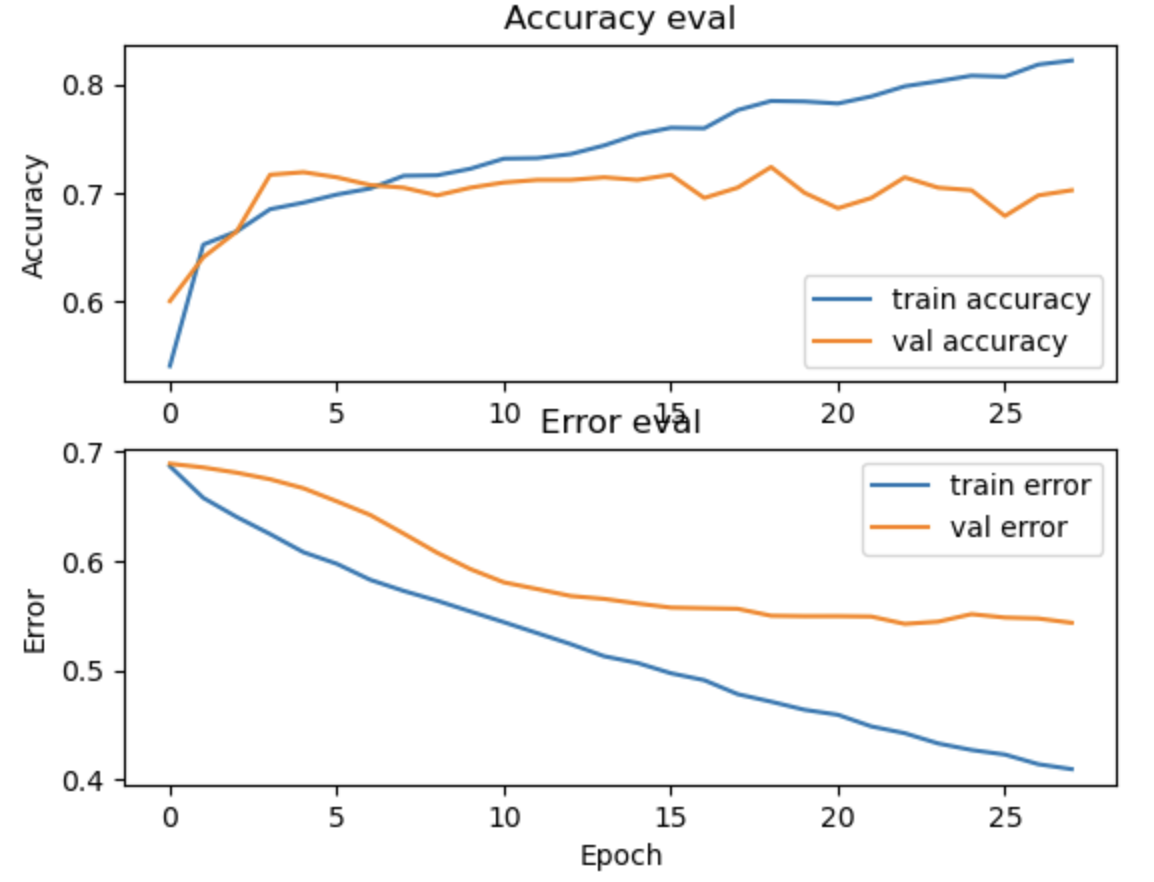 Accuracy eval
Accuracy
0.8
0.7
0.6
train accuracy
val accuracy
0 5 10 15 20 25
Error eval
Error
0.7
0.6
0.5
0.4
train error
val error
0 5 10 15 20 25
Epoch